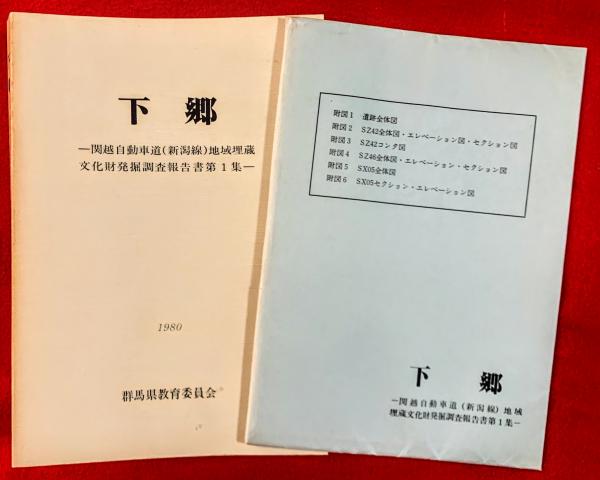 下郷
―関越自動車道(新潟線)地域埋蔵
文化財発掘調査報告書第1集―
1980
群馬県教育委員会
附図1 遺跡全体図
附図2 SZ42全体図・エレベーション図・セクション図
附図3 SZ42コンタ図
附図4 SZ46全体図・エレベーション・セクション図
附図5 SX05全体図
附図6 SX05セクション・エレベーション図
下郷
―関越自動車道(新潟線)地域
埋蔵文化財発掘調査報告書第1集―